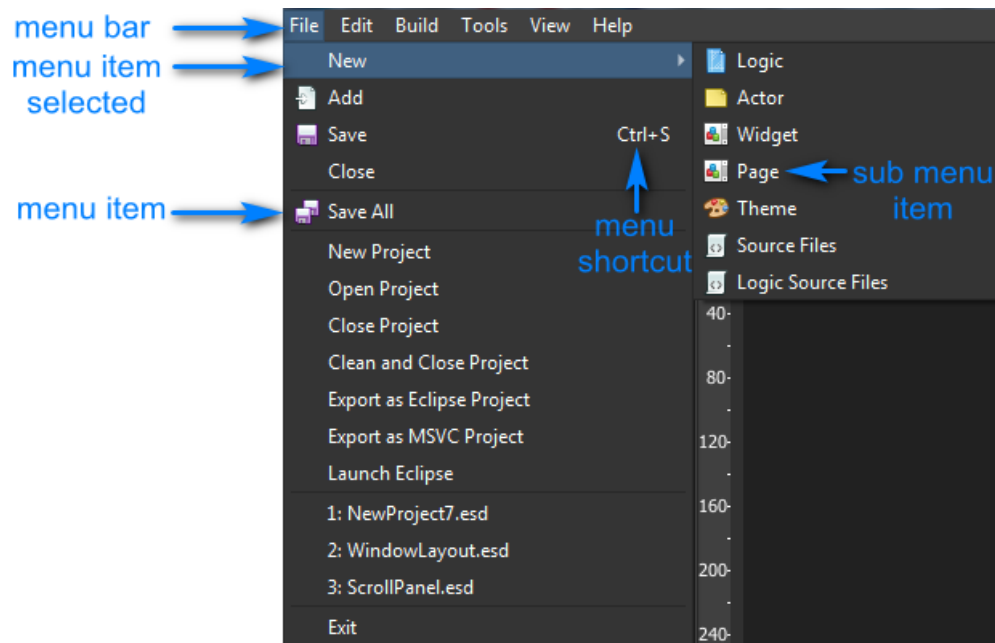 menu bar
File Edit Build Tools View Help
menu item
selected
New
Logic
Add
Actor
Save Ctrl+S
Widget
Close
Page
sub menu
item
menu item
Save All
Theme
menu
shortcut
New Project
Source Files
Open Project
Logic Source Files
Close Project
40-
Clean and Close Project
80-
Export as Eclipse Project
Export as MSVC Project
120-
Launch Eclipse
1: NewProject7.esd
160-
2: WindowLayout.esd
200-
3: ScrollPanel.esd
Exit
240-